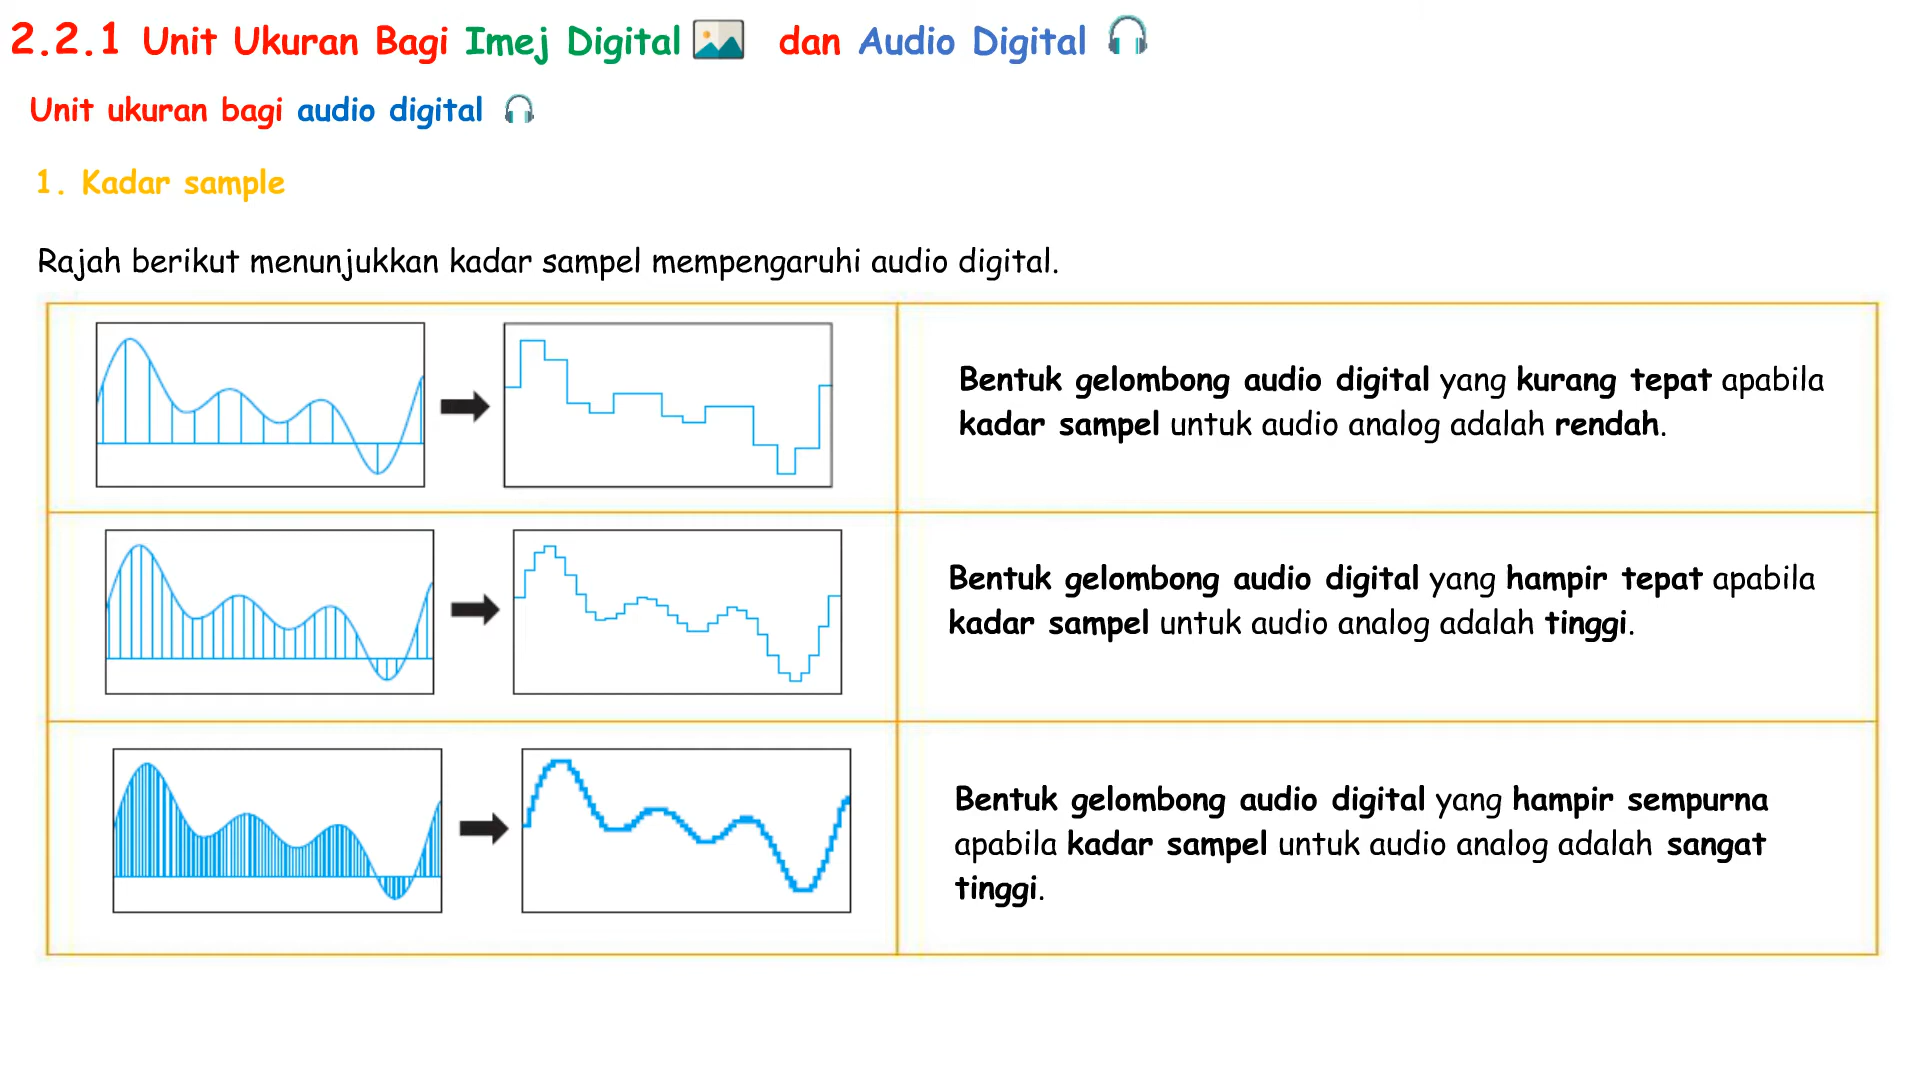 2.2.1 Unit Ukuran Bagi Imej Digital dan Audio Digital
Unit ukuran bagi audio digital
1. Kadar sample
Rajah berikut menunjukkan kadar sampel mempengaruhi audio digital.
Bentuk gelombong audio digital yang kurang tepat apabila
kadar sampel untuk audio analog adalah rendah.
Bentuk gelombong audio digital yang hampir tepat apabila
kadar sampel untuk audio analog adalah tinggi.
Bentuk gelombong audio digital yang hampir sempurna
apabila kadar sampel untuk audio analog adalah sangat
tinggi.